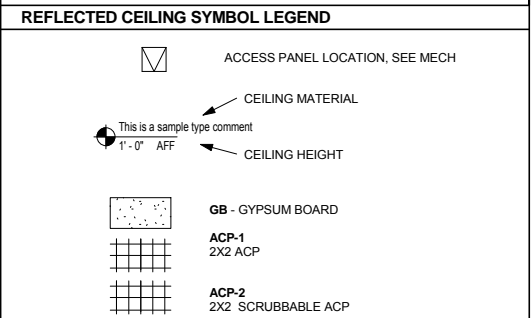 REFLECTED CEILING SYMBOL LEGEND
ACCESS PANEL LOCATION, SEE MECH
CEILING MATERIAL
This is a sample type comment
1' - 0" AFF
CEILING HEIGHT
GB - GYPSUM BOARD
ACP-1
2X2 ACP
ACP-2
2X2 SCRUBBABLE ACP